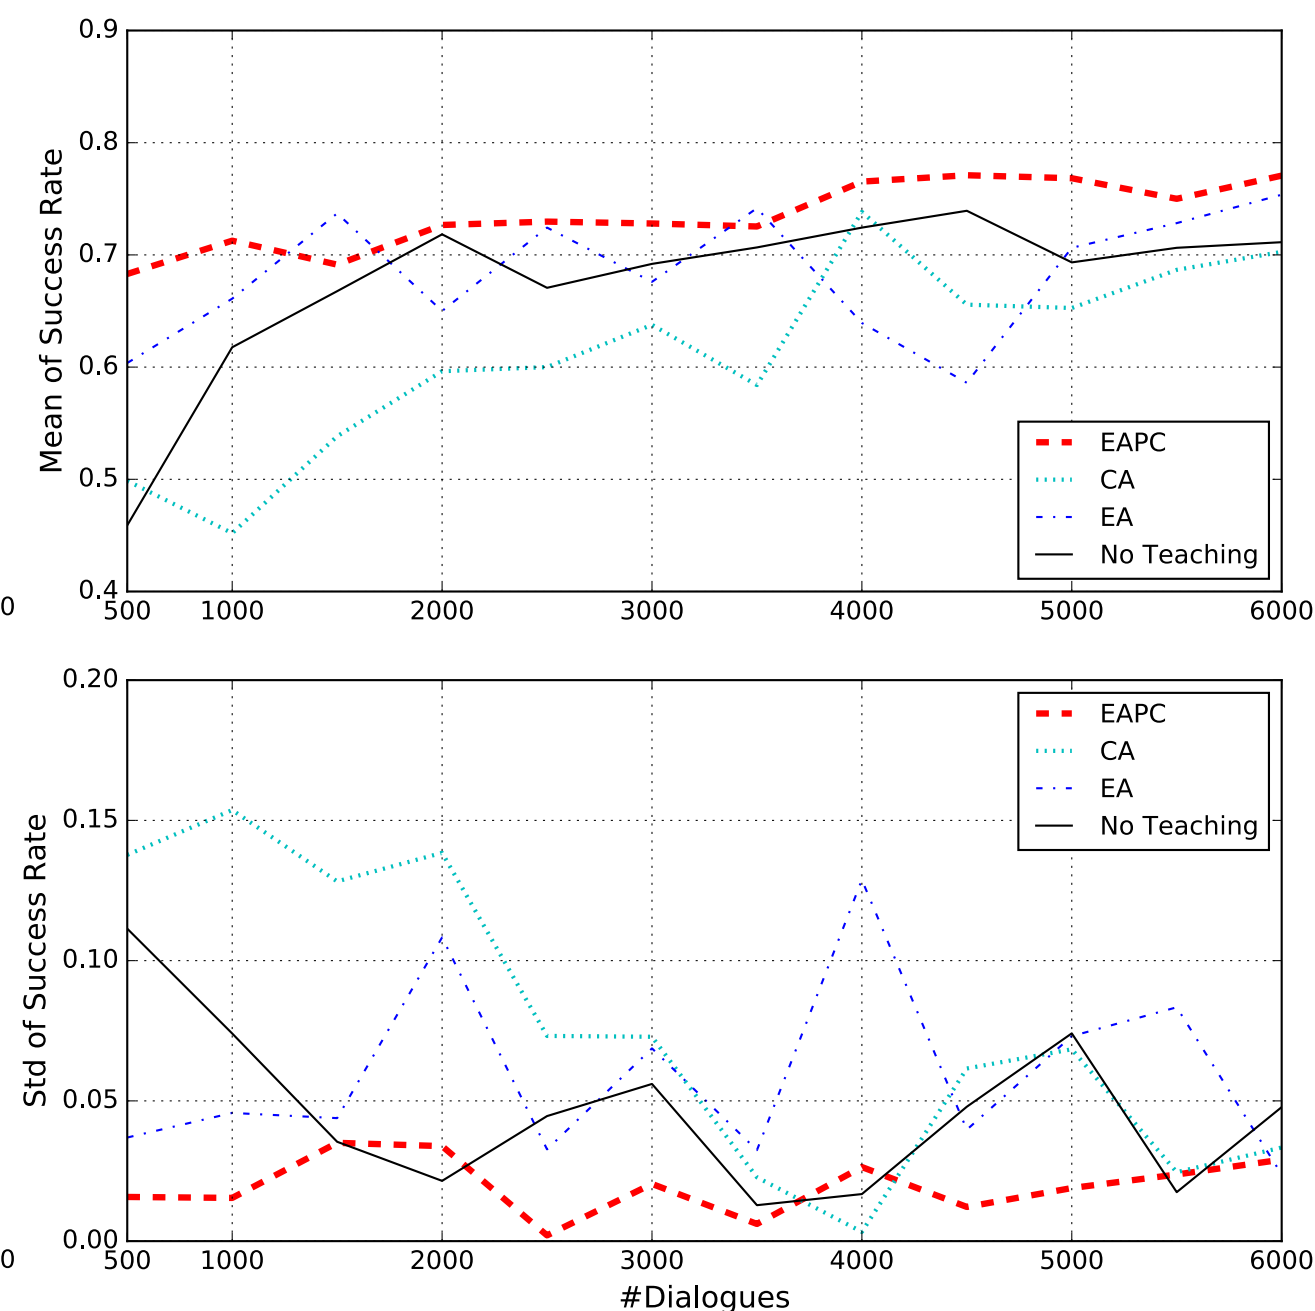 0.9
0.8
0.7
0.6
0.5
0.4
Mean of Success Rate
EAPC
CA
EA
No Teaching
0 500 1000 2000 3000 4000 5000 6000
0.20
0.15
0.10
0.05
0.00
Std of Success Rate
EAPC
CA
EA
No Teaching
0 500 1000 2000 3000 4000 5000 6000
#Dialogues